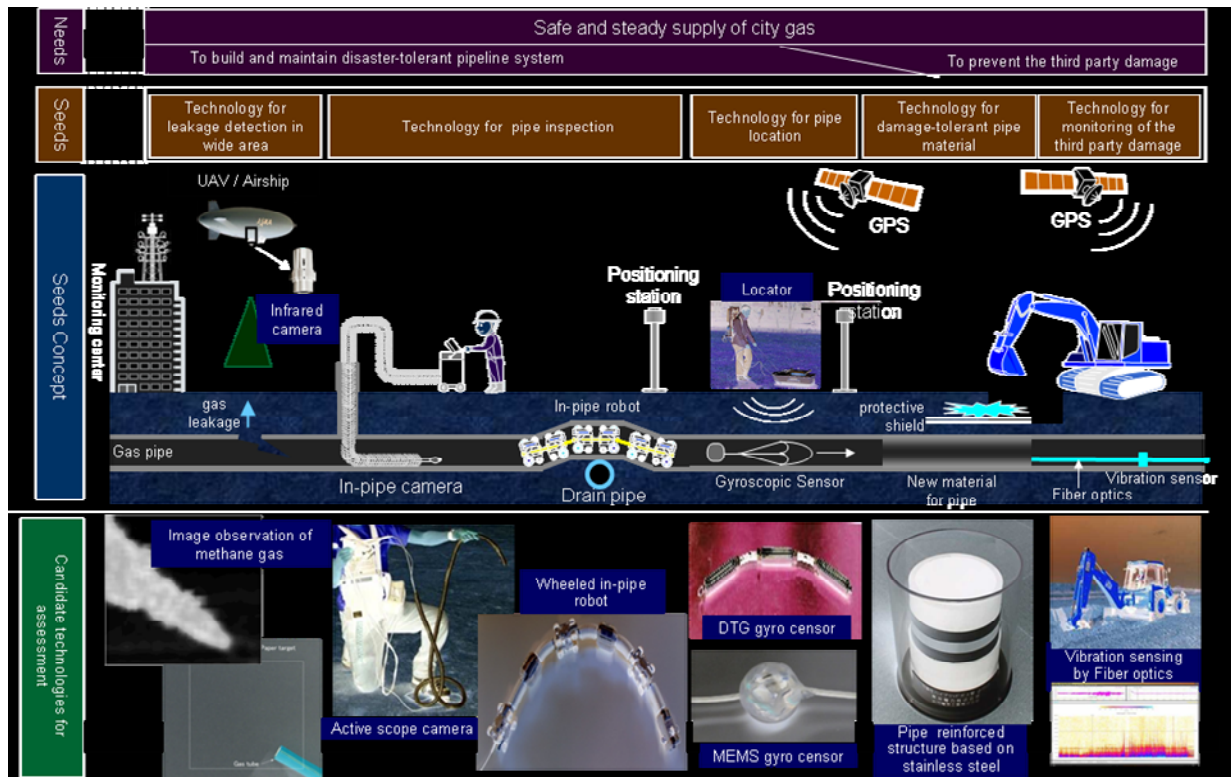 Needs
Safe and steady supply of city gas
To build and maintain disaster-tolerant pipeline system
To prevent the third party damage
Seeds
Technology for
leakage detection in
wide area
Technology for pipe inspection
Technology for pipe
location
Technology for
damage-tolerant pipe
material
Technology for
monitoring of the
third party damage
Seeds Concept
UAV / Airship
GPS
GPS
Monitoring center
Infrared
camera
Positioning
station
Locator
Positioning
station
gas
leakage
In-pipe robot
protective
shield
Gas pipe
In-pipe camera
Drain pipe
Gyroscopic Sensor
New material
for pipe
Fiber optics
Vibration sensor
Candidate technologies for
assessment
Image observation of
methane gas
Paper target
Gas tube
Active scope camera
Wheeled in-pipe
robot
DTG gyro censor
MEMS gyro censor
Pipe reinforced
structure based on
stainless steel
Vibration sensing
by Fiber optics